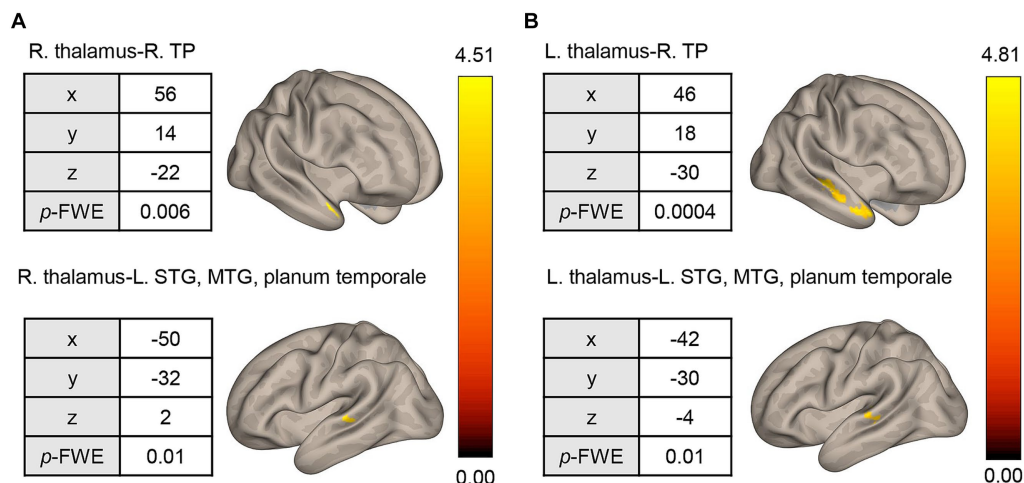 A
R. thalamus-R. TP
x 56
y 14
z -22
p-FWE 0.006
4.51
R. thalamus-L. STG, MTG, planum temporale
x -50
y -32
z 2
p-FWE 0.01
0.00
B
L. thalamus-R. TP
x 46
y 18
z -30
p-FWE 0.0004
4.81
L. thalamus-L. STG, MTG, planum temporale
x -42
y -30
z -4
p-FWE 0.01
0.00